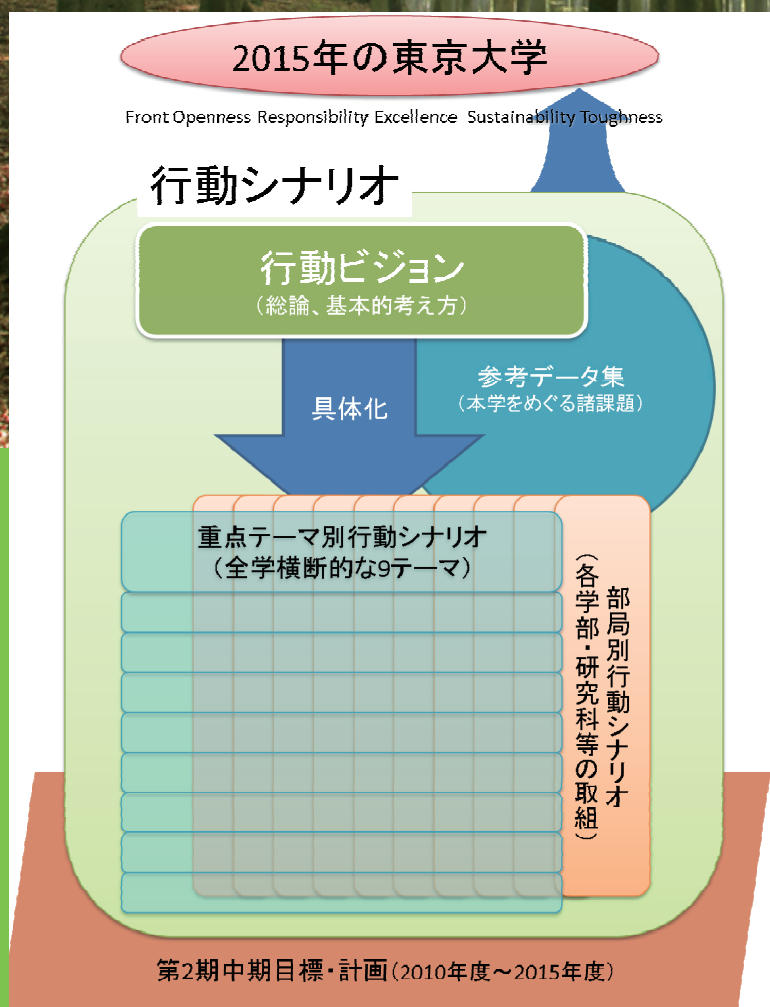 2015年の東京大学
Front Openness Responsibility Excellence Sustainability Toughness
行動シナリオ
行動ビジョン
（総論、基本的考え方）
参考データ集
（本学をめぐる諸課題）
具体化
重点テーマ別行動シナリオ
（全学横断的な9テーマ）
部局別行動シナリオ
（各学部・研究科等の取組）
第2期中期目標・計画（2010年度～2015年度）